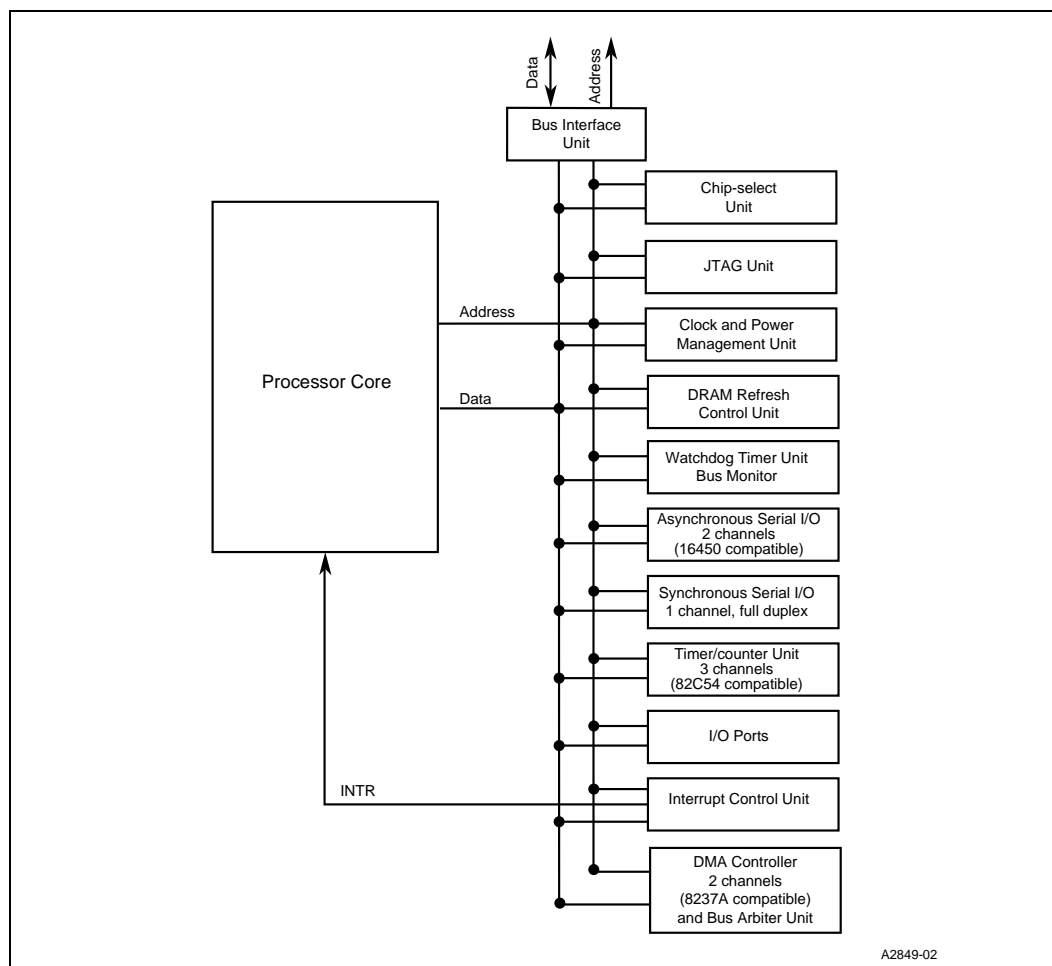 Data
Address
Bus Interface
Unit
Chip-select
Unit
JTAG Unit
Address
Clock and Power
Management Unit
Processor Core
Data
DRAM Refresh
Control Unit
Watchdog Timer Unit
Bus Monitor
Asynchronous Serial I/O
2 channels
(16450 compatible)
Synchronous Serial I/O
1 channel, full duplex
Timer/counter Unit
3 channels
(82C54 compatible)
I/O Ports
INTR
Interrupt Control Unit
DMA Controller
2 channels
(8237A compatible)
and Bus Arbiter Unit
A2849-02